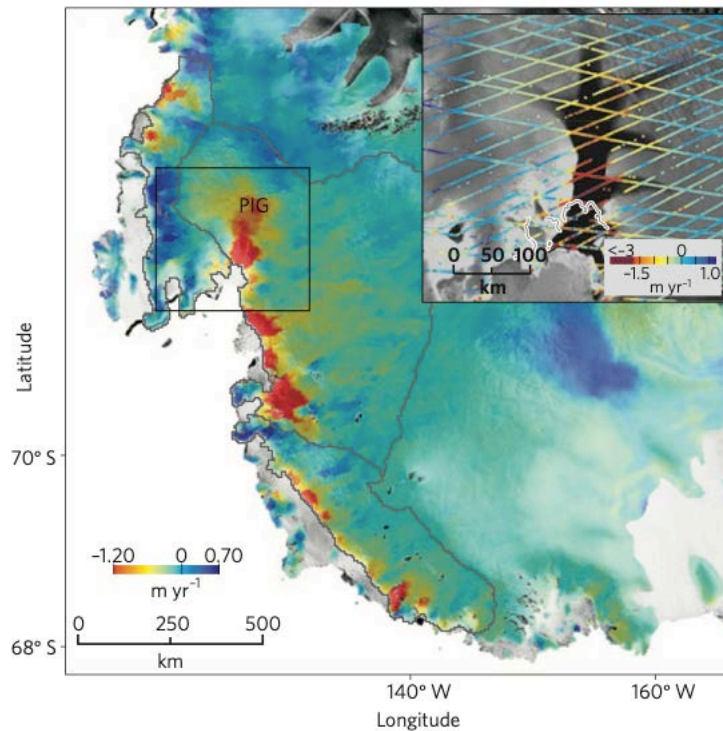 PIG
0 50 100
km
<-3 0
-1.5 1.0
m yr⁻¹
Latitude
70° S
-1.20 0 0.70
m yr⁻¹
0 250 500
km
68° S
140° W 160° W
Longitude